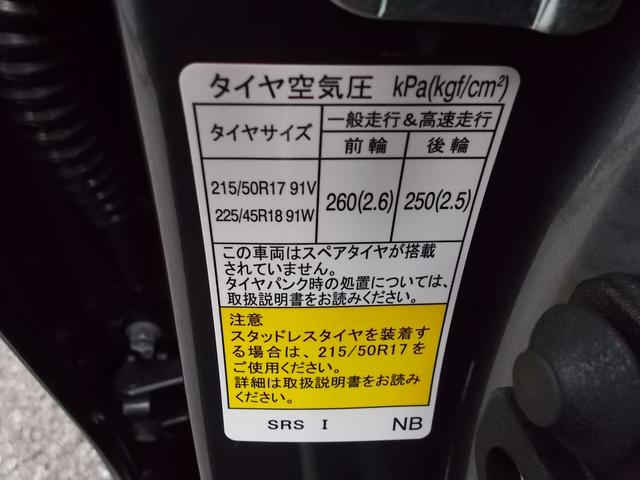 タイヤ空気圧 kPa(kgf/cm²)
タイヤサイズ 一般走行&高速走行
前輪 後輪
215/50R17 91V
225/45R18 91W
260(2.6) 250(2.5)
この車両はスペアタイヤが搭載
されていません。
タイヤパンク時の処置については、
取扱説明書をお読みください。
注意
スタッドレスタイヤを装着す
る場合は、215/50R17を
ご使用ください。
詳細は取扱説明書をお読み
ください。
SRS I NB